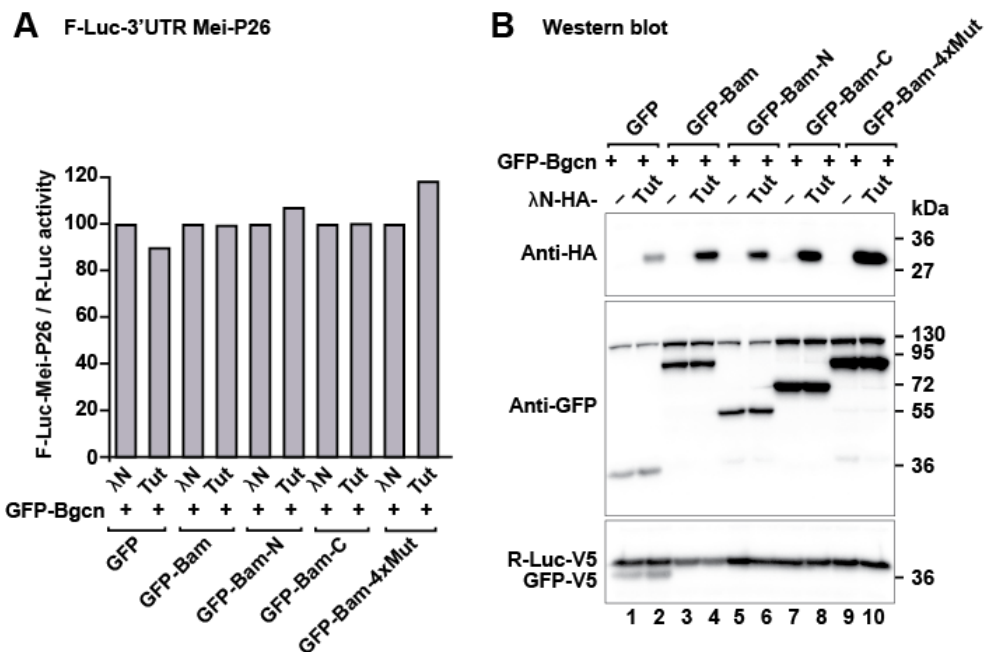 A F-Luc-3'UTR Mei-P26
F-Luc-Mei-P26 / R-Luc activity
120
100
80
60
40
20
0
λN Tut λN Tut λN Tut λN Tut λN Tut
GFP-Bgcn + + + + + + + + + +
GFP GFP-Bam GFP-Bam-N GFP-Bam-C GFP-Bam-4xMut
B Western blot
GFP GFP-Bam GFP-Bam-N GFP-Bam-C GFP-Bam-4xMut
GFP-Bgcn + + + + + + + + + +
λN-HA- – Tut – Tut – Tut – Tut – Tut
kDa
Anti-HA
36
27
Anti-GFP
130
95
72
55
36
R-Luc-V5
GFP-V5
36
1 2 3 4 5 6 7 8 9 10